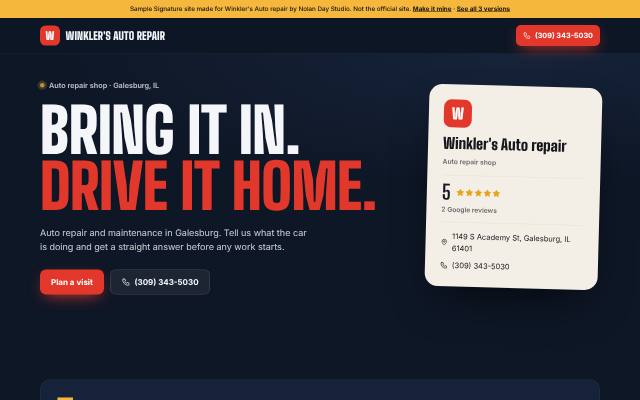 Sample Signature site made for Winkler's Auto repair by Nolan Day Studio. Not the official site. Make it mine · See all 3 versions
W WINKLER'S AUTO REPAIR
(309) 343-5030
Auto repair shop · Galesburg, IL
BRING IT IN.
DRIVE IT HOME.
Auto repair and maintenance in Galesburg. Tell us what the car
is doing and get a straight answer before any work starts.
Plan a visit
(309) 343-5030
W
Winkler's Auto repair
Auto repair shop
5
2 Google reviews
1149 S Academy St, Galesburg, IL
61401
(309) 343-5030